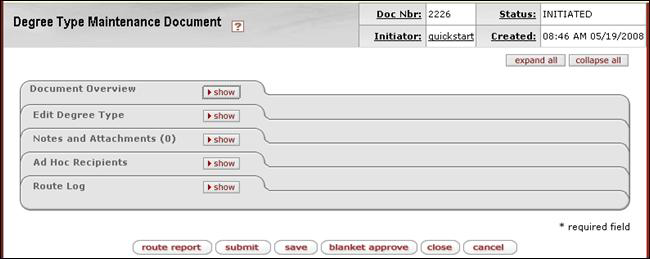 Degree Type Maintenance Document ?
Doc Nbr: 2226 Status: INITIATED
Initiator: quickstart Created: 08:46 AM 05/19/2008
expand all collapse all
Document Overview show
Edit Degree Type show
Notes and Attachments (0) show
Ad Hoc Recipients show
Route Log show
* required field
route report submit save blanket approve close cancel